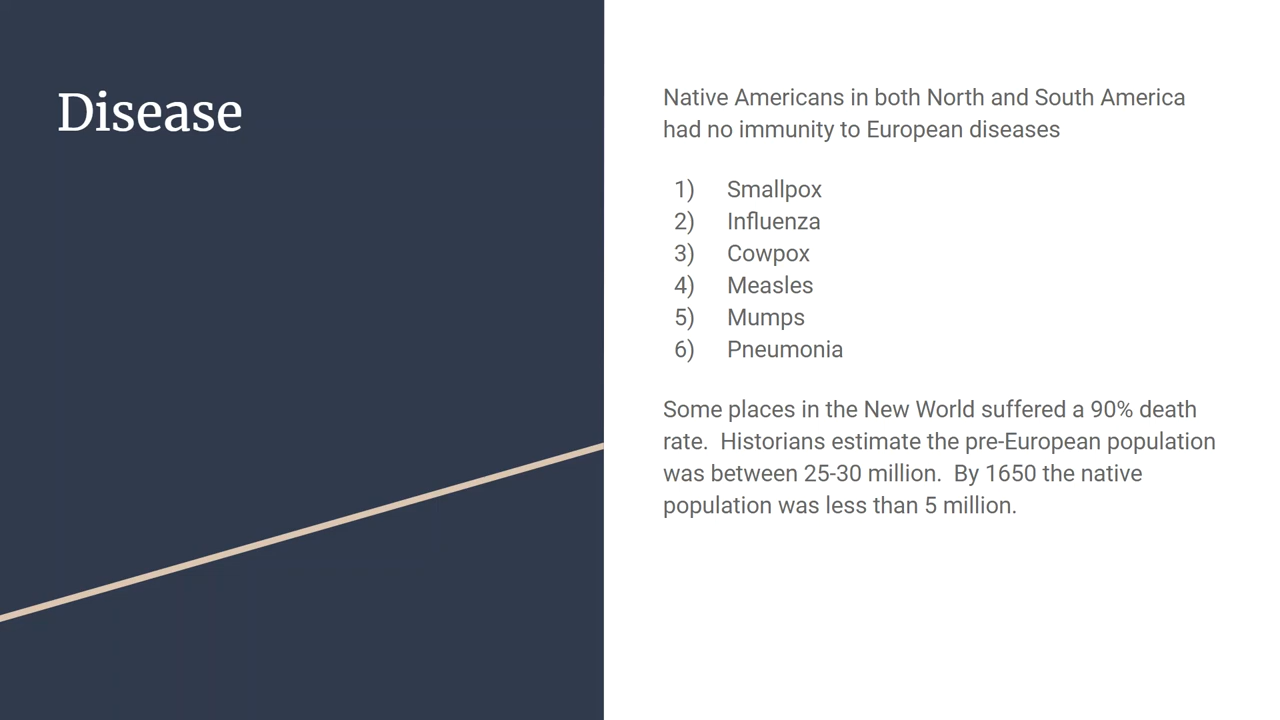 Disease
Native Americans in both North and South America
had no immunity to European diseases
1) Smallpox
2) Influenza
3) Cowpox
4) Measles
5) Mumps
6) Pneumonia
Some places in the New World suffered a 90% death
rate.  Historians estimate the pre-European population
was between 25-30 million.  By 1650 the native
population was less than 5 million.